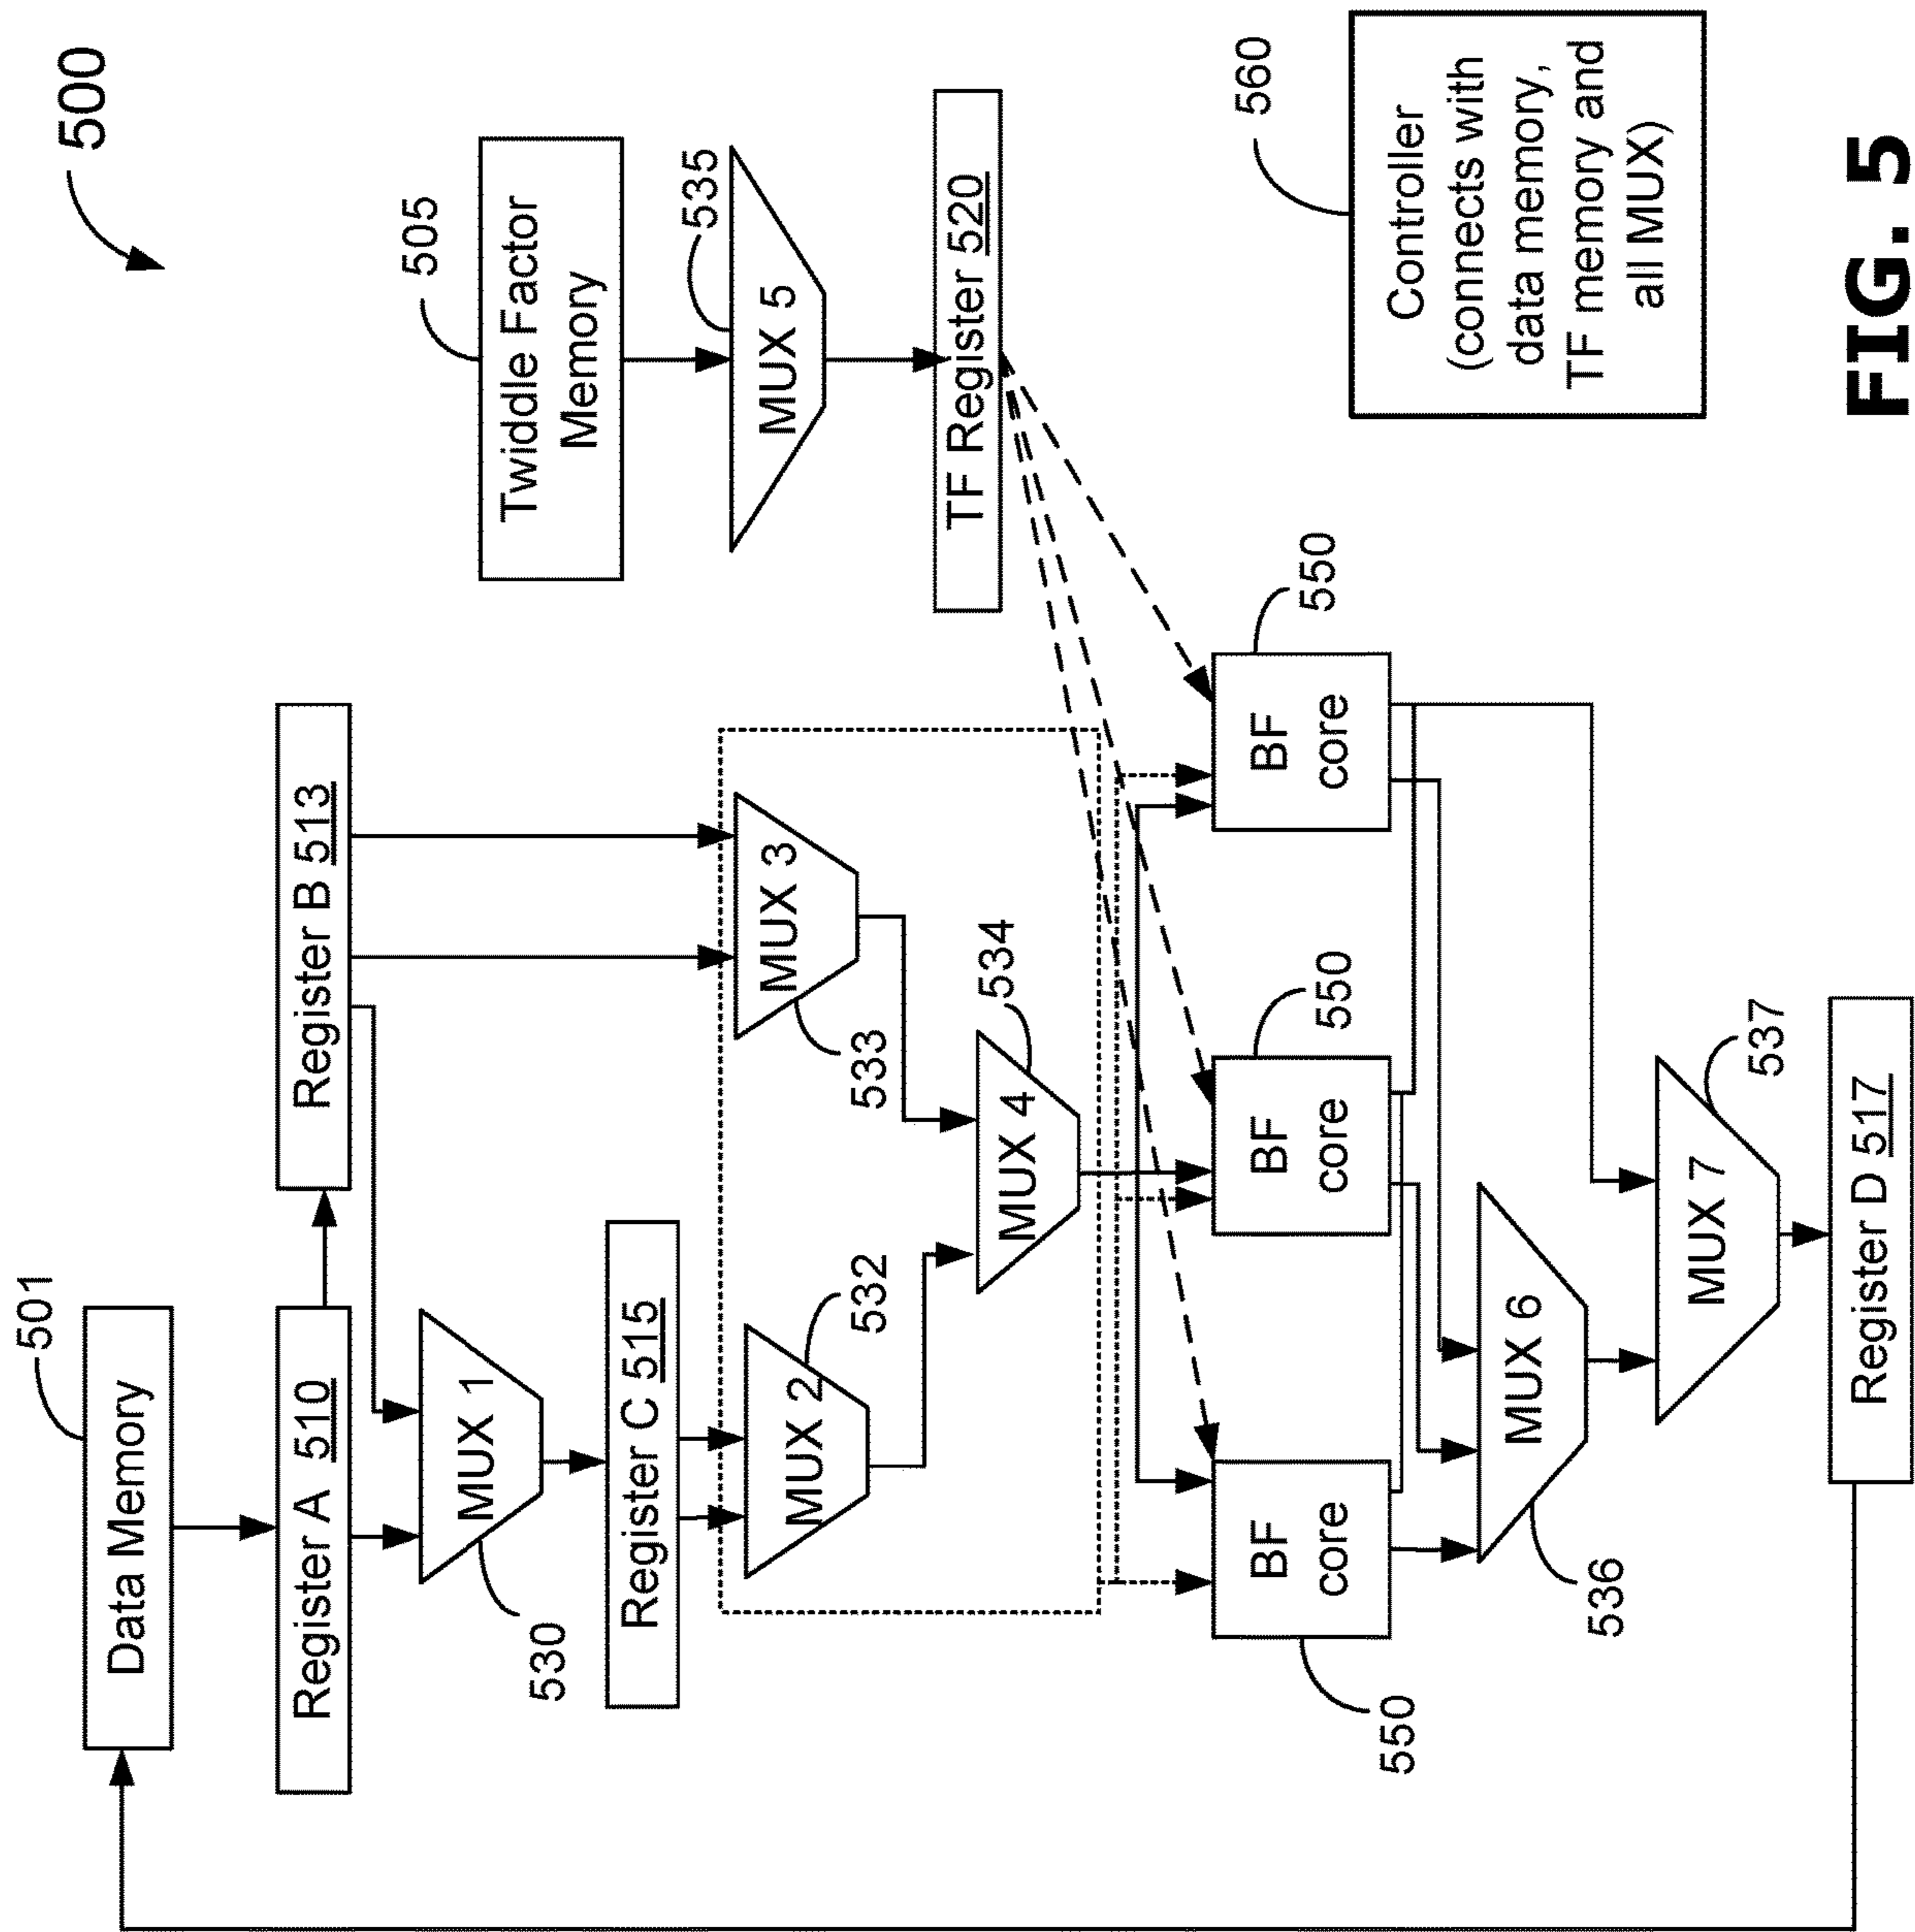 500
501
Data Memory
Register A 510
Register B 513
MUX 1
530
Register C 515
MUX 2
532
MUX 3
533
MUX 4
534
505
Twiddle Factor
Memory
MUX 5
535
TF Register 520
BF
core
550
BF
core
550
BF
core
550
MUX 6
536
MUX 7
537
Register D 517
560
Controller
(connects with
data memory,
TF memory and
all MUX)
FIG. 5